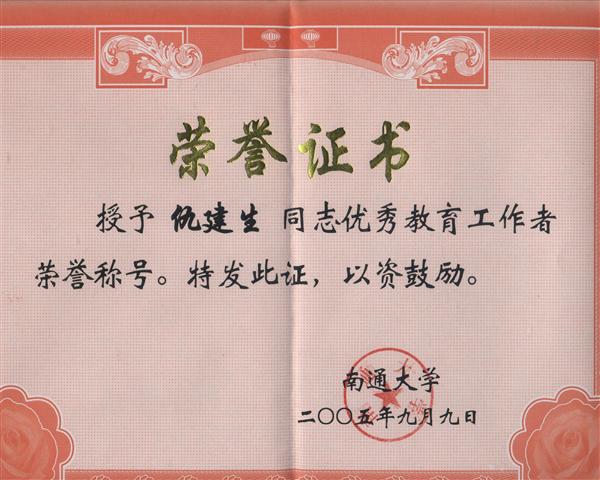 荣誉证书
授予 仇建生 同志优秀教育工作者
荣誉称号。特发此证，以资鼓励。
南通大学
二〇〇五年九月九日